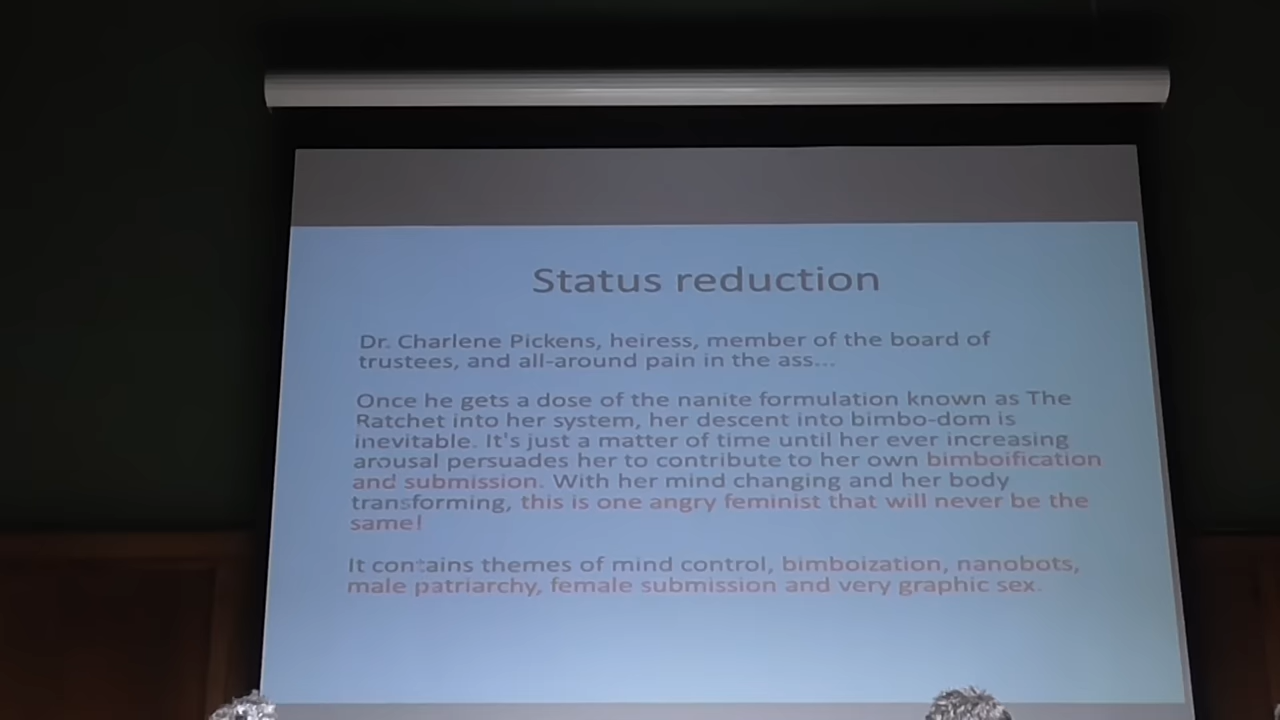 Status reduction
Dr. Charlene Pickens, heiress, member of the board of
trustees, and all-around pain in the ass...
Once he gets a dose of the nanite formulation known as The
Ratchet into her system, her descent into bimbo-dom is
inevitable. It's just a matter of time until her ever increasing
arousal persuades her to contribute to her own bimboification
and submission. With her mind changing and her body
transforming, this is one angry feminist that will never be the
same!
It contains themes of mind control, bimboization, nanobots,
male patriarchy, female submission and very graphic sex.